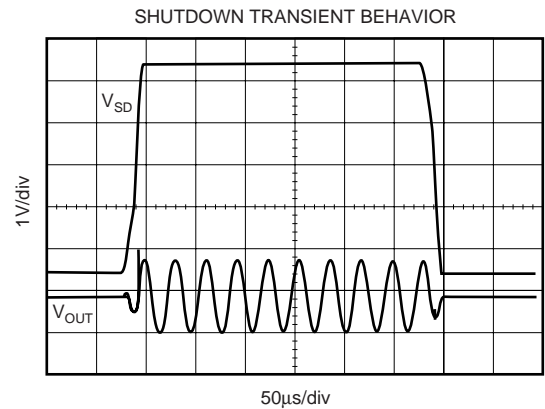 SHUTDOWN TRANSIENT BEHAVIOR
V_SD
1V/div
V_OUT
50µs/div